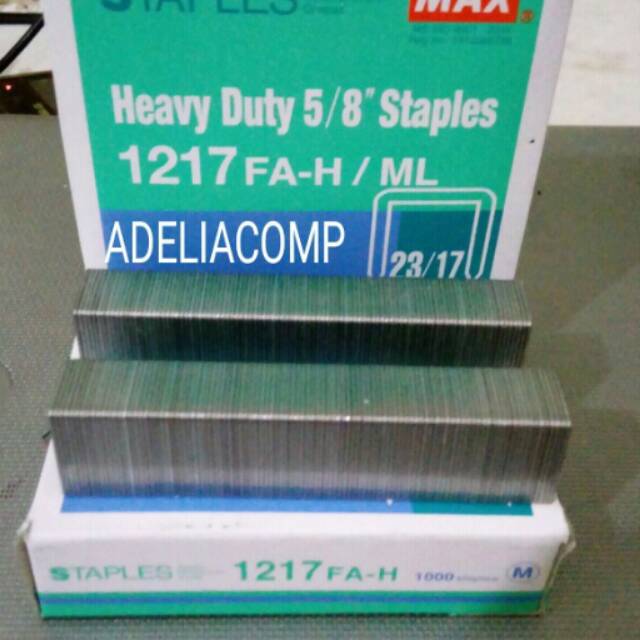 STAPLES
MAX
Heavy Duty 5/8" Staples
1217 FA-H / ML
ADELIACOMP
23/17
STAPLES 1217 FA-H 1000 staples M